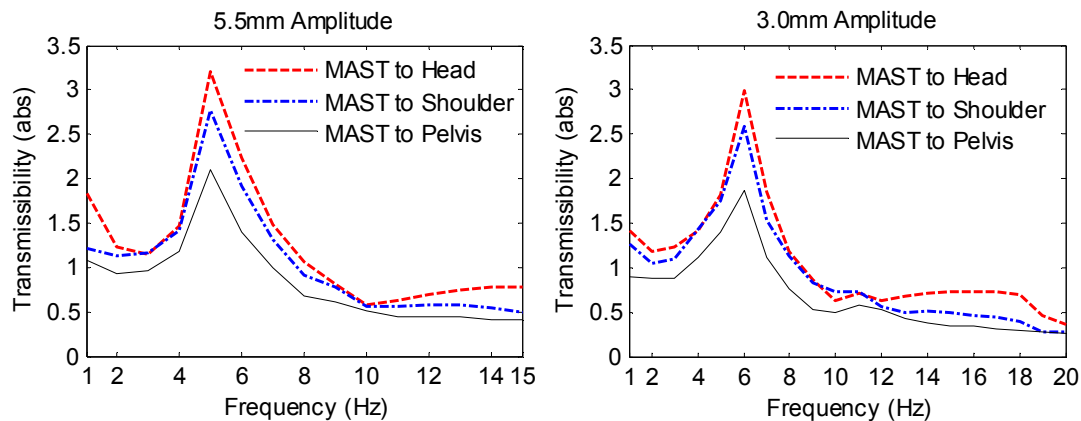 5.5mm Amplitude
3.5
3
2.5
2
1.5
1
0.5
0
Transmissibility (abs)
MAST to Head
MAST to Shoulder
MAST to Pelvis
1 2 4 6 8 10 12 14 15
Frequency (Hz)
3.0mm Amplitude
3.5
3
2.5
2
1.5
1
0.5
0
Transmissibility (abs)
MAST to Head
MAST to Shoulder
MAST to Pelvis
1 2 4 6 8 10 12 14 16 18 20
Frequency (Hz)